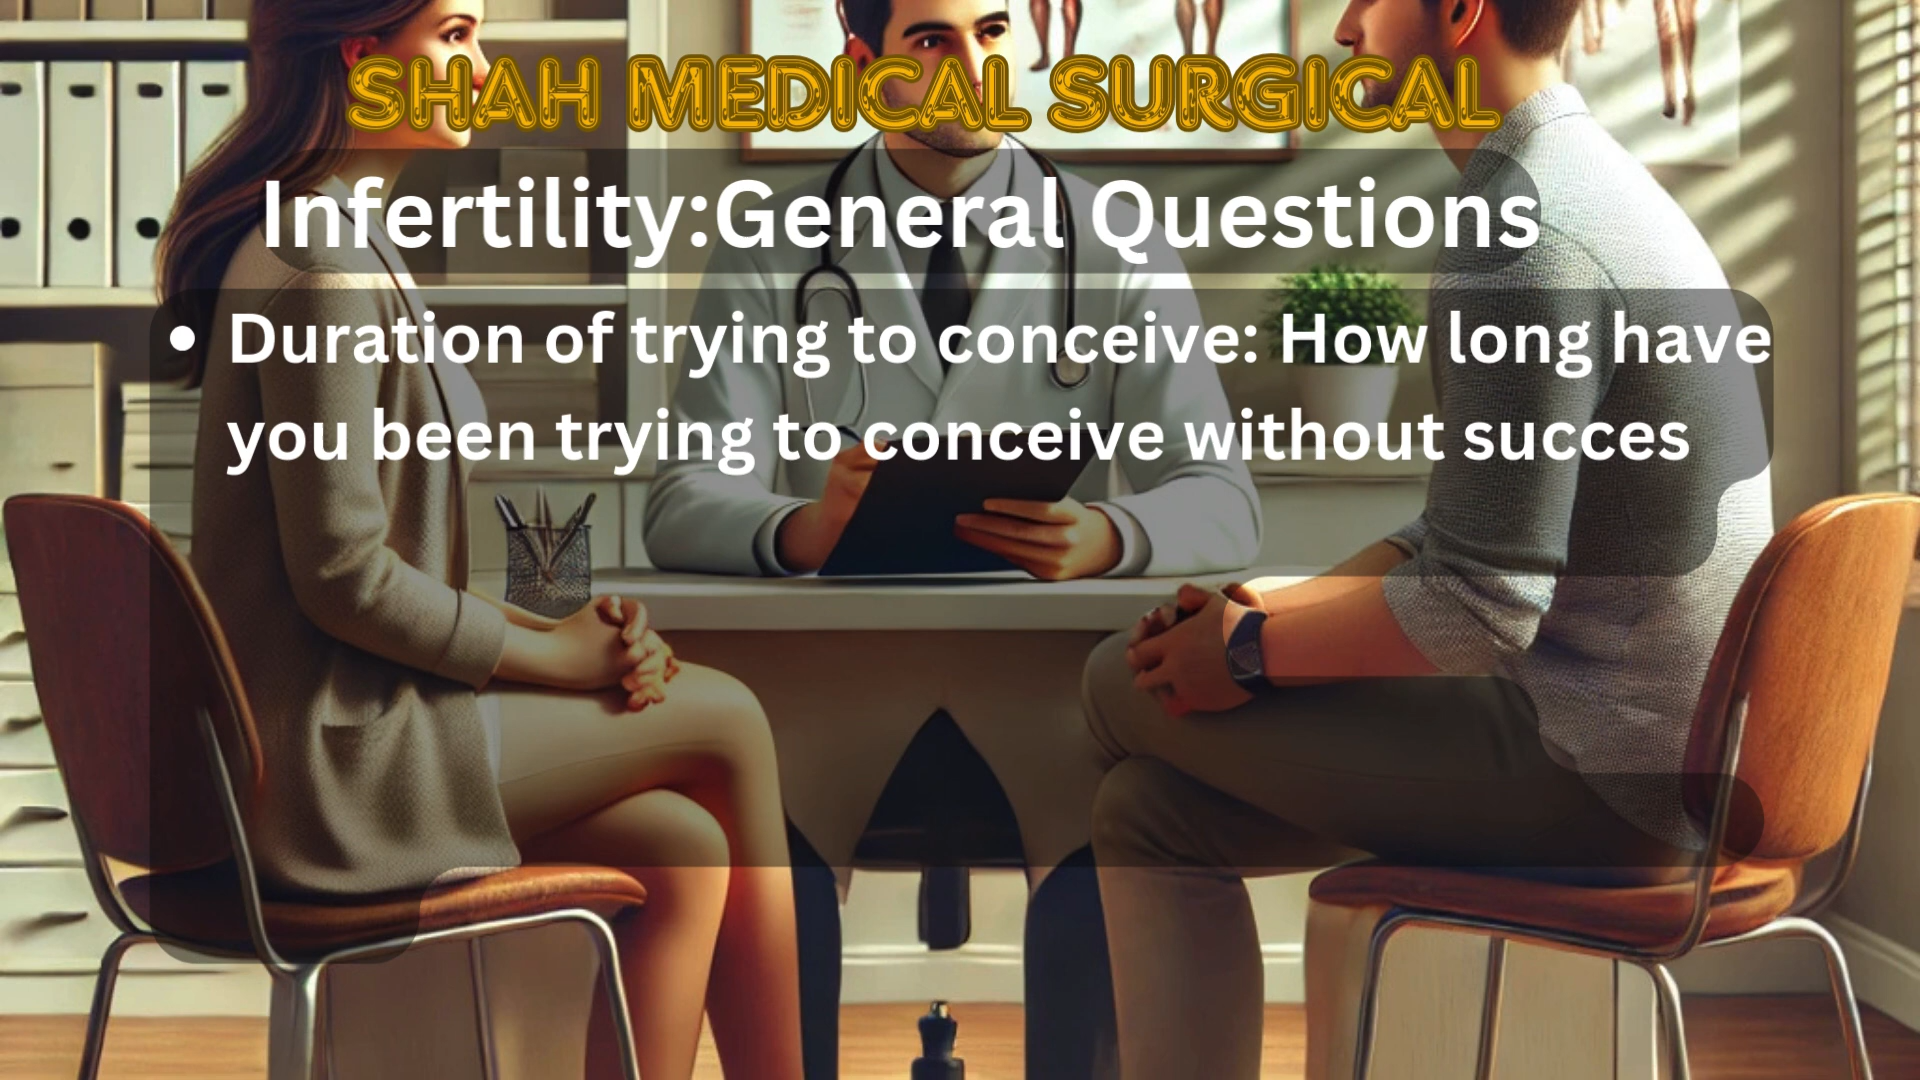 SHAH MEDICAL SURGICAL
Infertility:General Questions
• Duration of trying to conceive: How long have
you been trying to conceive without succes